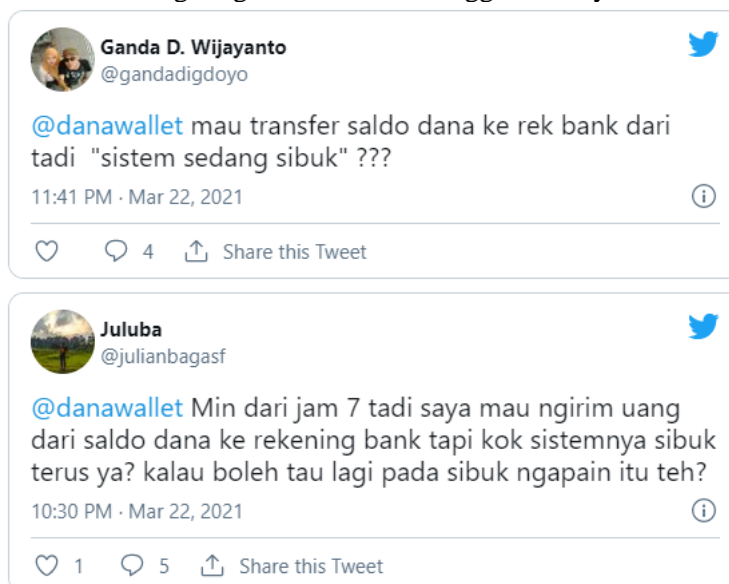 Ganda D. Wijayanto
@gandadigdoyo
@danawallet mau transfer saldo dana ke rek bank dari
tadi "sistem sedang sibuk" ???
11:41 PM · Mar 22, 2021
4 Share this Tweet
Juluba
@julianbagasf
@danawallet Min dari jam 7 tadi saya mau ngirim uang
dari saldo dana ke rekening bank tapi kok sistemnya sibuk
terus ya? kalau boleh tau lagi pada sibuk ngapain itu teh?
10:30 PM · Mar 22, 2021
1 5 Share this Tweet